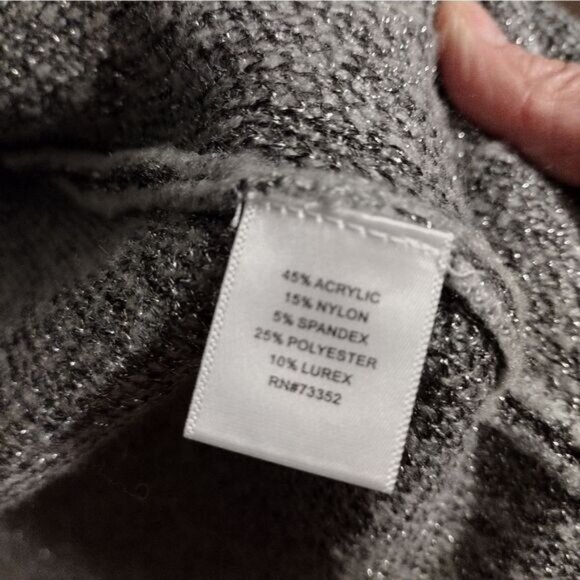 45% ACRYLIC
15% NYLON
5% SPANDEX
25% POLYESTER
10% LUREX
RN#73352